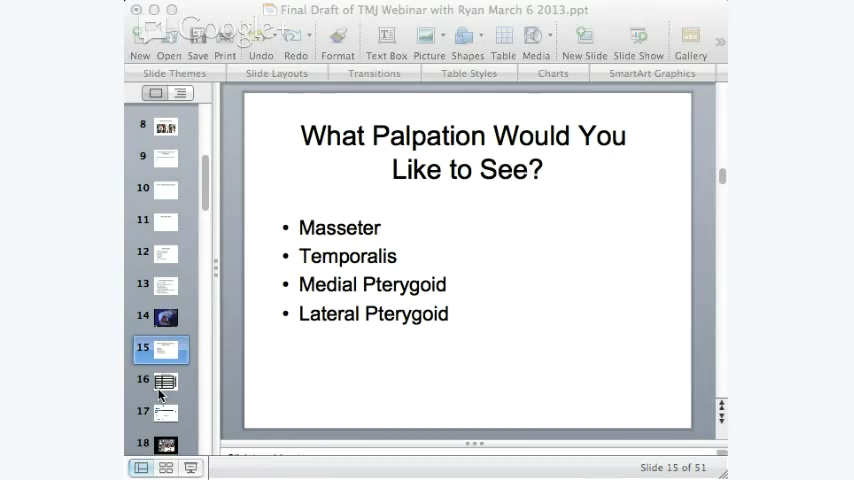 Final Draft of TMJ Webinar with Ryan March 6 2013.ppt
Google+
New Open Save Print Undo Redo Format Text Box Picture Shapes Table Media New Slide Slide Show Gallery
Slide Themes Slide Layouts Transitions Table Styles Charts SmartArt Graphics
What Palpation Would You
Like to See?
• Masseter
• Temporalis
• Medial Pterygoid
• Lateral Pterygoid
8
9
10
11
12
13
14
15
16
17
18
Slide 15 of 51